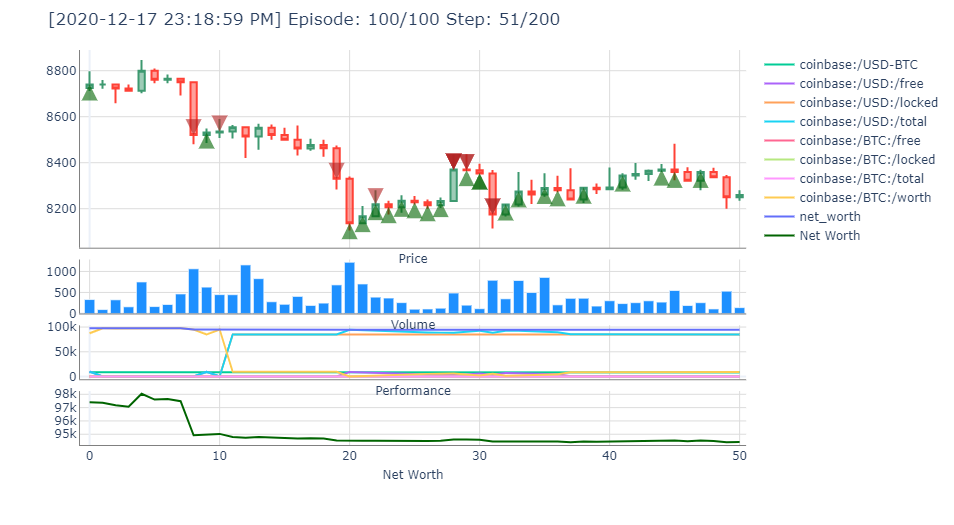 [2020-12-17 23:18:59 PM] Episode: 100/100 Step: 51/200
8800
8600
8400
8200
Price
1000
500
0
Volume
100k
50k
0
Performance
98k
97k
96k
95k
0 10 20 30 40 50
Net Worth
coinbase:/USD-BTC
coinbase:/USD:/free
coinbase:/USD:/locked
coinbase:/USD:/total
coinbase:/BTC:/free
coinbase:/BTC:/locked
coinbase:/BTC:/total
coinbase:/BTC:/worth
net_worth
Net Worth